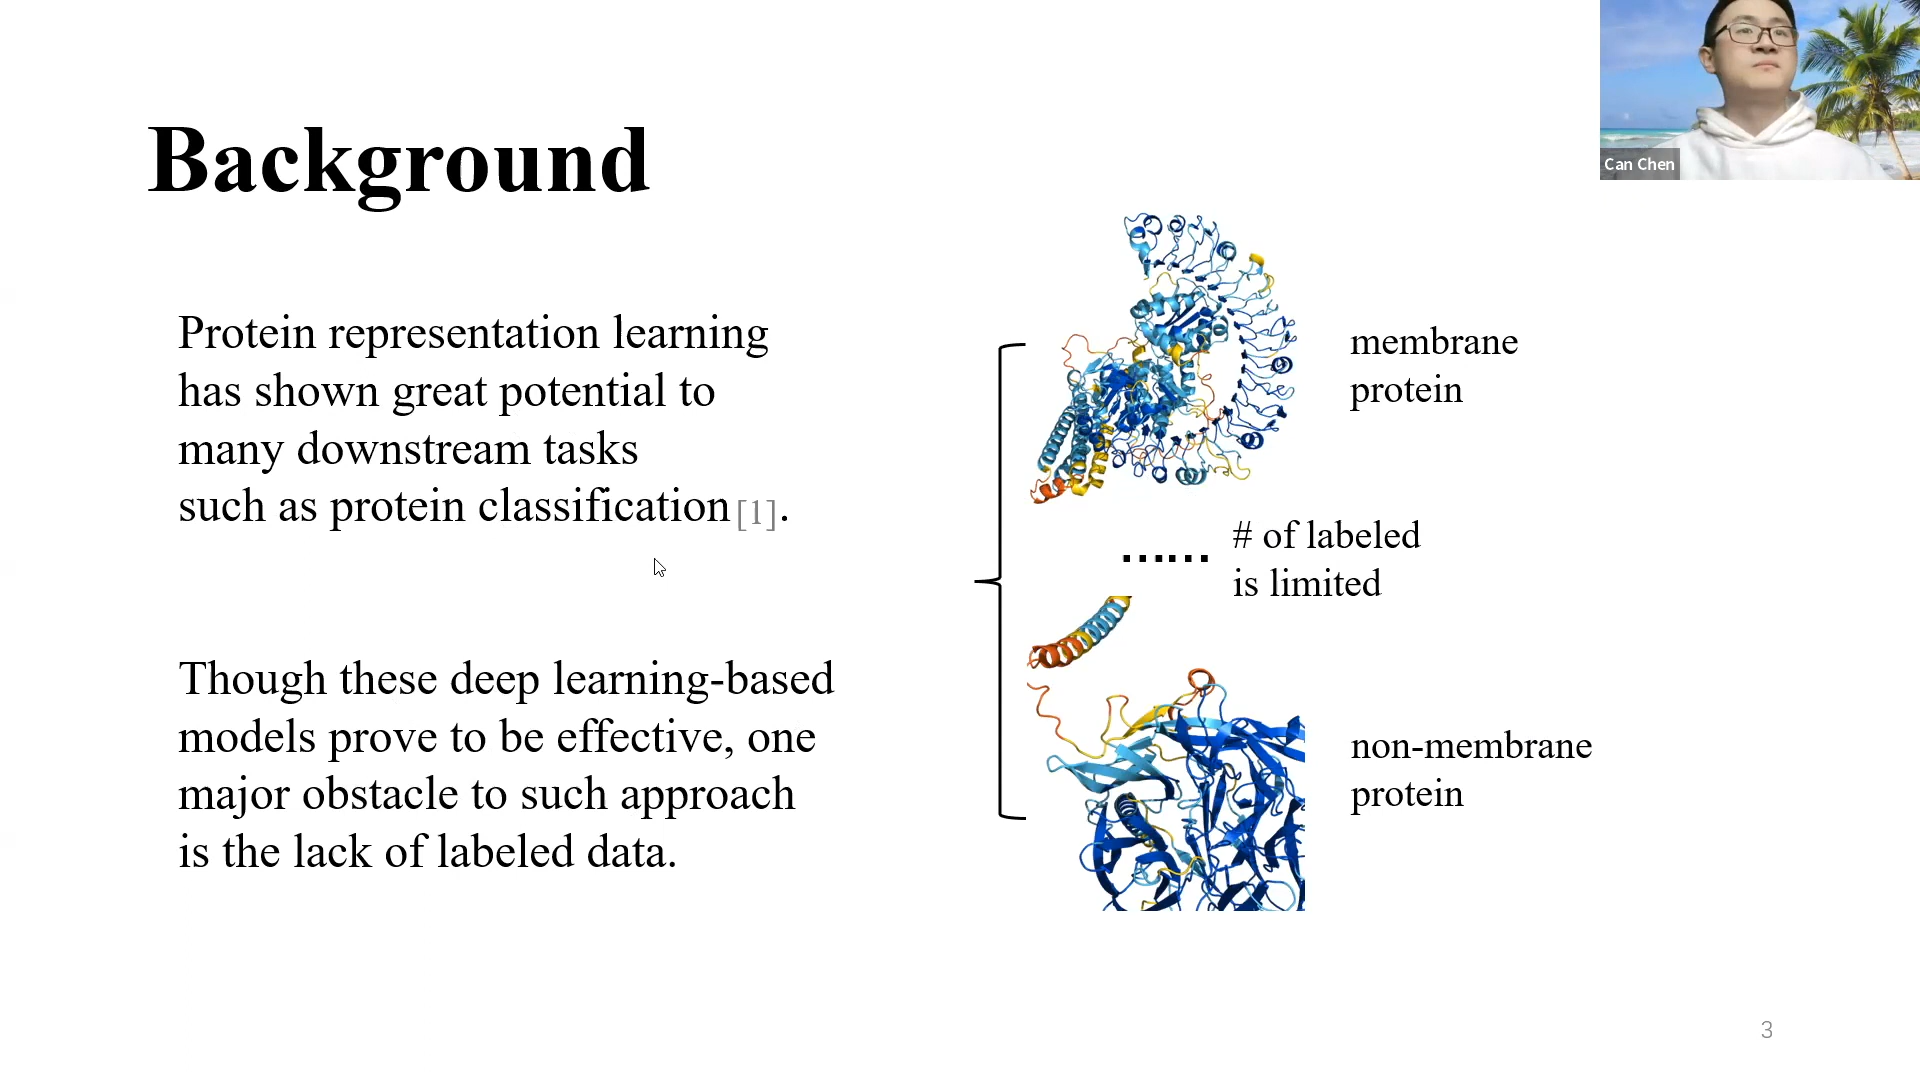 Can Chen
Background
Protein representation learning
has shown great potential to
many downstream tasks
such as protein classification[1].
Though these deep learning-based
models prove to be effective, one
major obstacle to such approach
is the lack of labeled data.
membrane
protein
...... # of labeled
is limited
non-membrane
protein
3